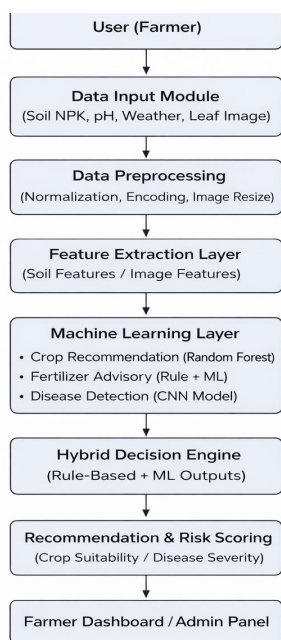 User (Farmer)
Data Input Module
(Soil NPK, pH, Weather, Leaf Image)
Data Preprocessing
(Normalization, Encoding, Image Resize)
Feature Extraction Layer
(Soil Features / Image Features)
Machine Learning Layer
• Crop Recommendation (Random Forest)
• Fertilizer Advisory (Rule + ML)
• Disease Detection (CNN Model)
Hybrid Decision Engine
(Rule-Based + ML Outputs)
Recommendation & Risk Scoring
(Crop Suitability / Disease Severity)
Farmer Dashboard / Admin Panel